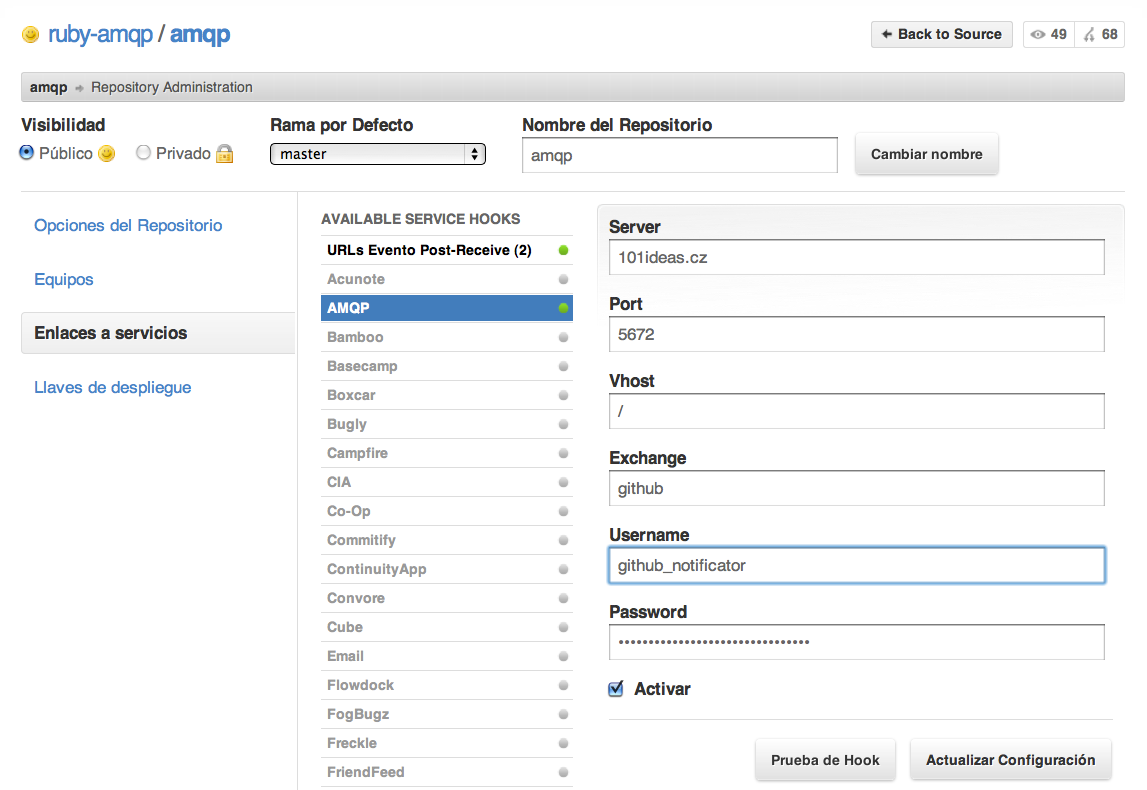 ruby-amqp / amqp
Back to Source
49
68
amqp Repository Administration
Visibilidad
Público
Privado
Rama por Defecto
master
Nombre del Repositorio
amqp
Cambiar nombre
Opciones del Repositorio
Equipos
Enlaces a servicios
Llaves de despliegue
AVAILABLE SERVICE HOOKS
URLs Evento Post-Receive (2)
Acunote
AMQP
Bamboo
Basecamp
Boxcar
Bugly
Campfire
CIA
Co-Op
Commitify
ContinuityApp
Convore
Cube
Email
Flowdock
FogBugz
Freckle
FriendFeed
Server
101ideas.cz
Port
5672
Vhost
/
Exchange
github
Username
github_notificator
Password
••••••••••••••••••••••••••••••••
Activar
Prueba de Hook
Actualizar Configuración